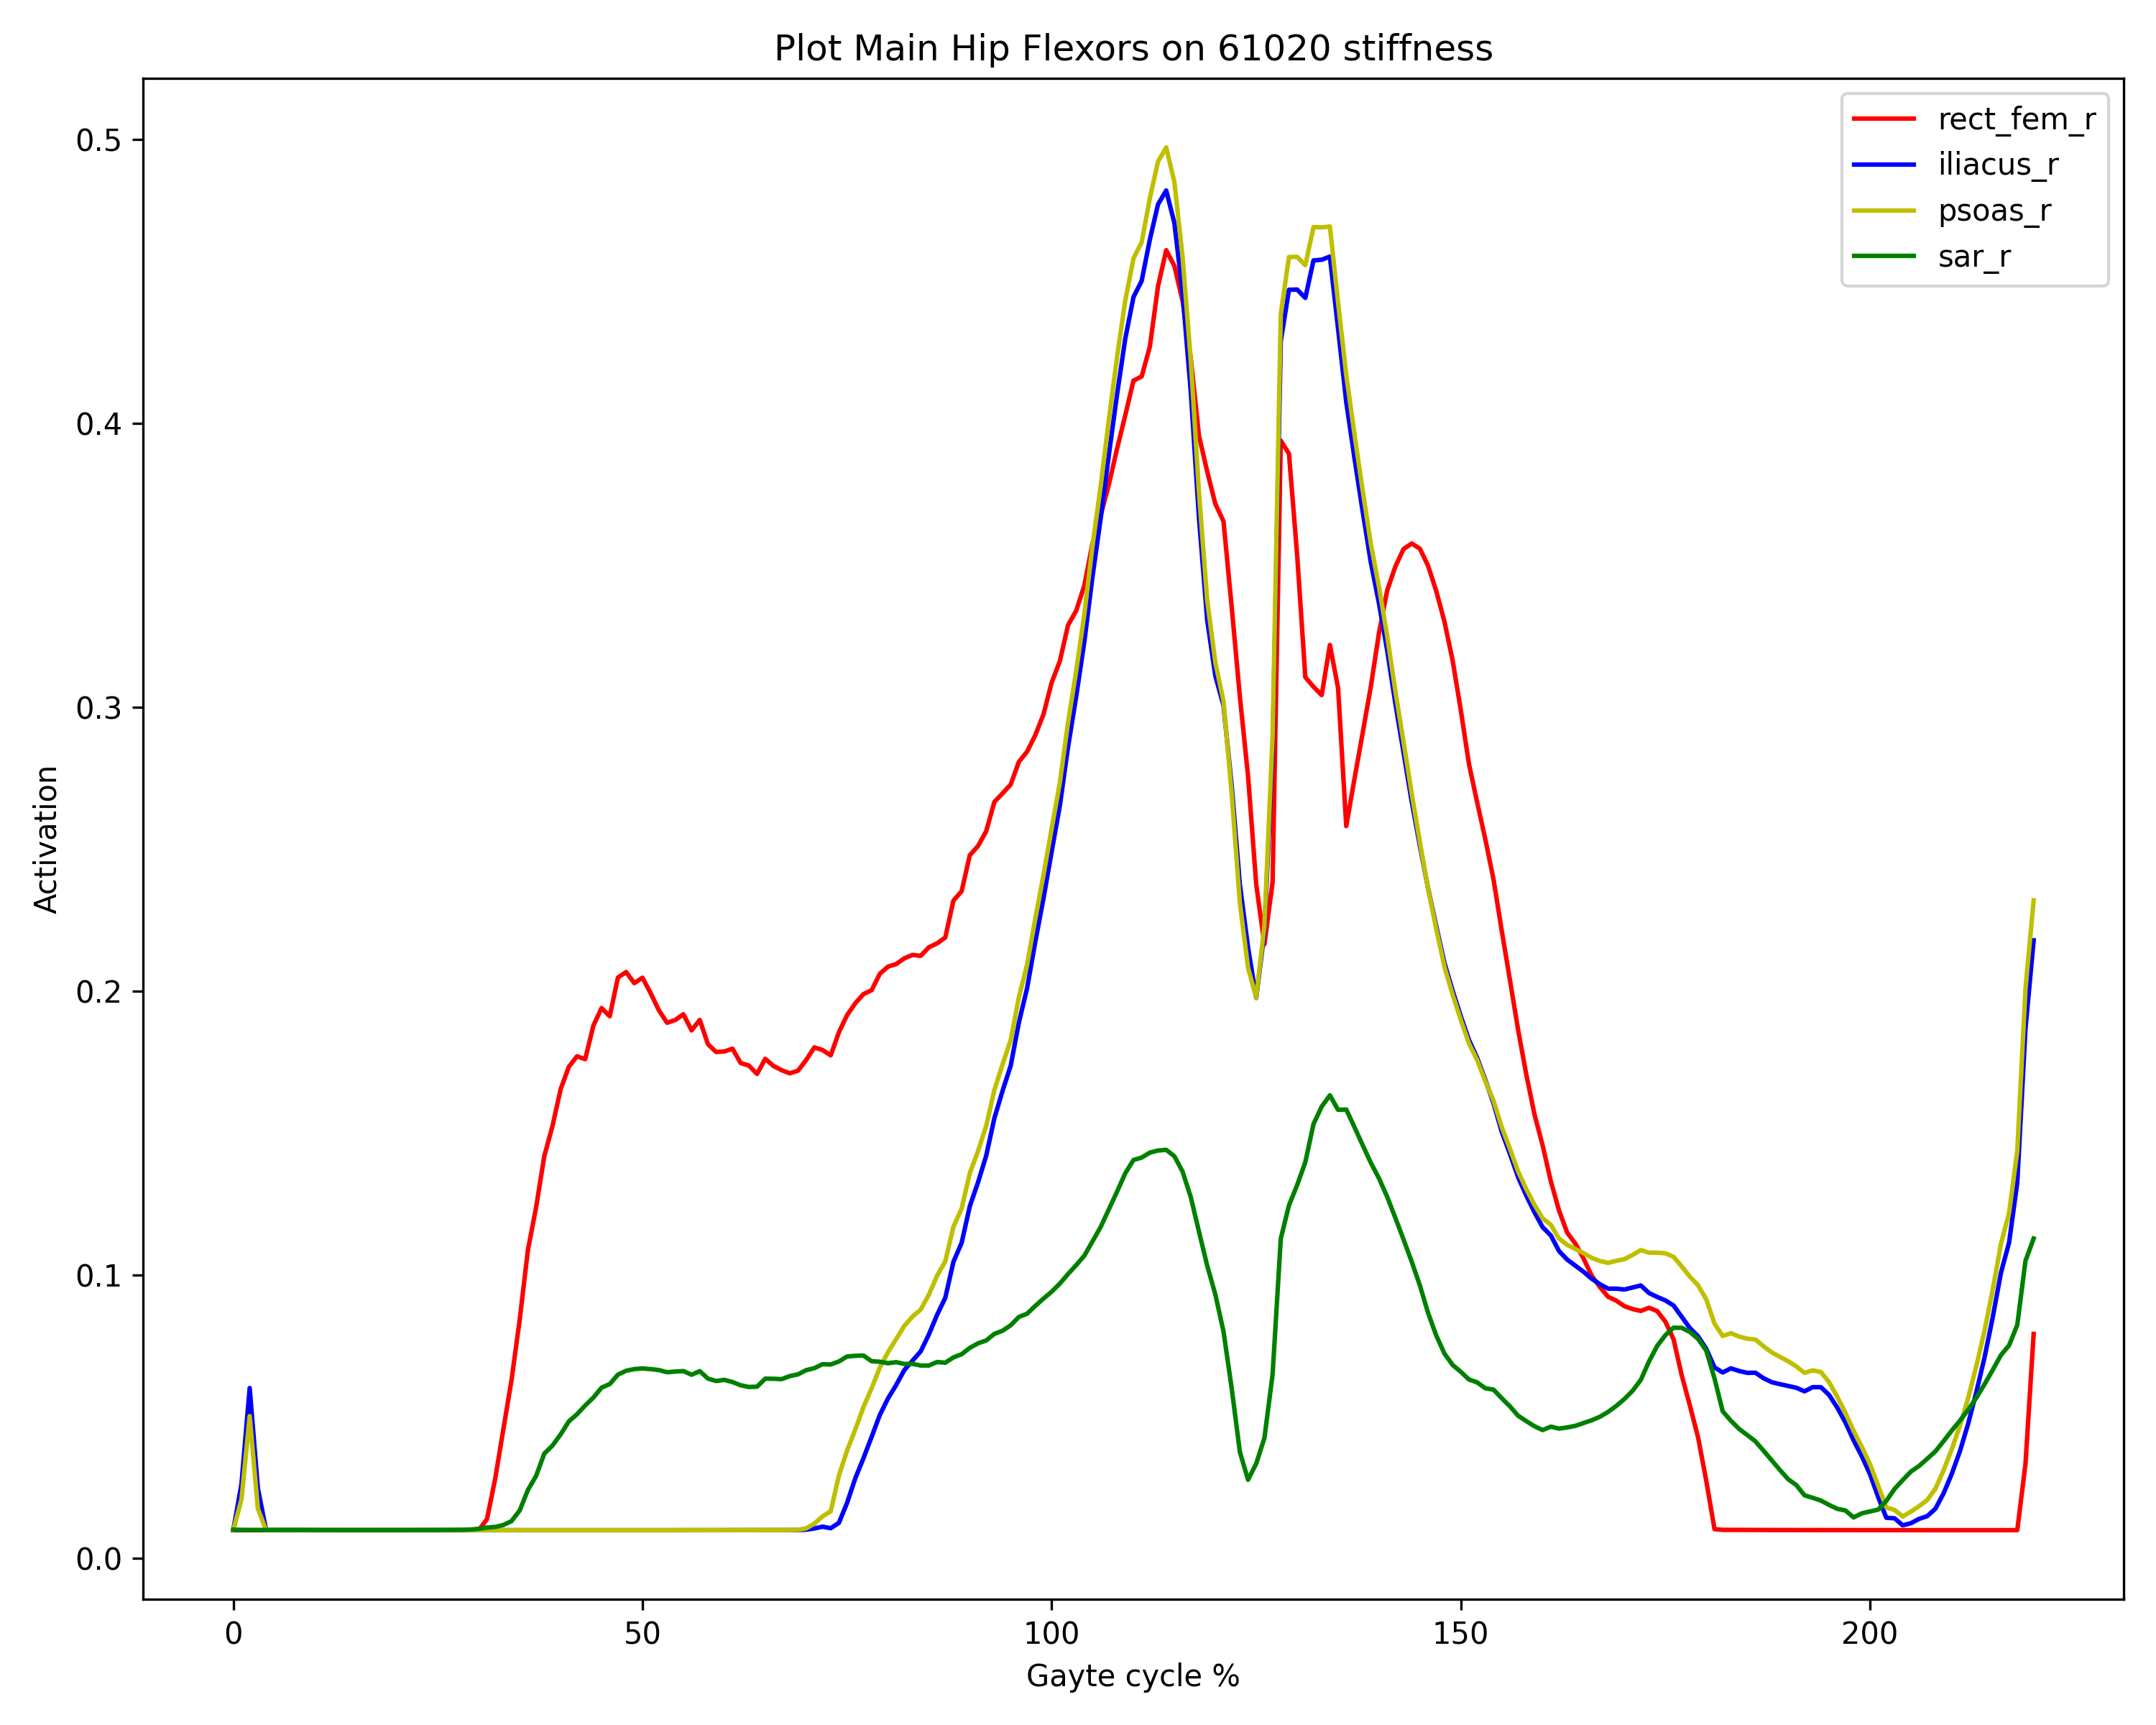 Plot Main Hip Flexors on 61020 stiffness
rect_fem_r
iliacus_r
psoas_r
sar_r
Activation
0.5
0.4
0.3
0.2
0.1
0.0
0 50 100 150 200
Gayte cycle %